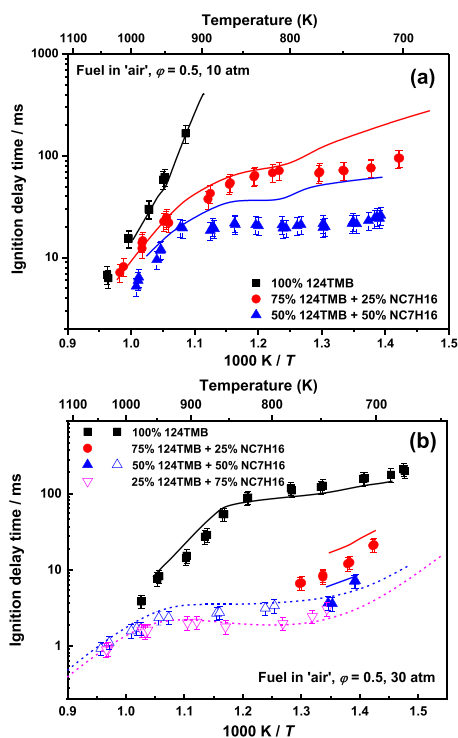 Temperature (K)
1100 1000 900 800 700
1000
Fuel in 'air', φ = 0.5, 10 atm
(a)
100
10
Ignition delay time / ms
100% 124TMB
75% 124TMB + 25% NC7H16
50% 124TMB + 50% NC7H16
0.9 1.0 1.1 1.2 1.3 1.4 1.5
1000 K / T
Temperature (K)
1100 1000 900 800 700
100% 124TMB
(b)
75% 124TMB + 25% NC7H16
50% 124TMB + 50% NC7H16
25% 124TMB + 75% NC7H16
100
10
1
Ignition delay time / ms
Fuel in 'air', φ = 0.5, 30 atm
0.9 1.0 1.1 1.2 1.3 1.4 1.5
1000 K / T